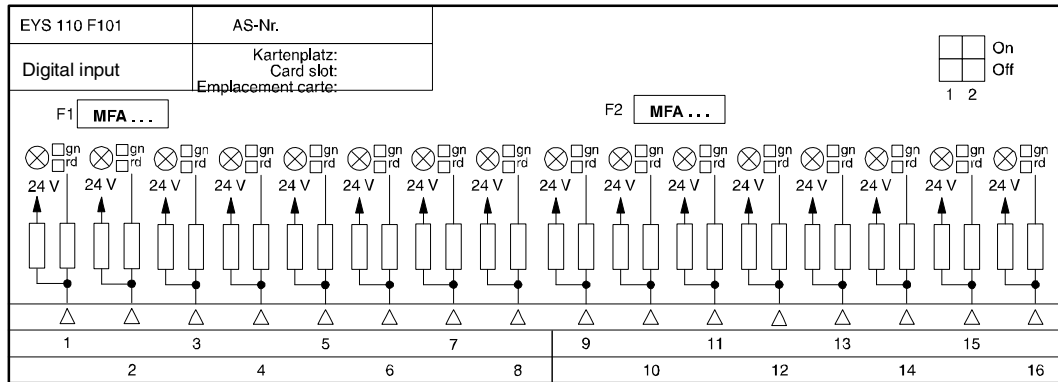 EYS 110 F101 AS-Nr.
Digital input
Kartenplatz:
Card slot:
Emplacement carte:
On
Off
1 2
F1 MFA ...
F2 MFA ...
gn gn gn gn gn gn gn gn gn gn gn gn gn gn gn gn
rd rd rd rd rd rd rd rd rd rd rd rd rd rd rd rd
24 V 24 V 24 V 24 V 24 V 24 V 24 V 24 V 24 V 24 V 24 V 24 V 24 V 24 V 24 V 24 V
1 3 5 7 9 11 13 15
2 4 6 8 10 12 14 16